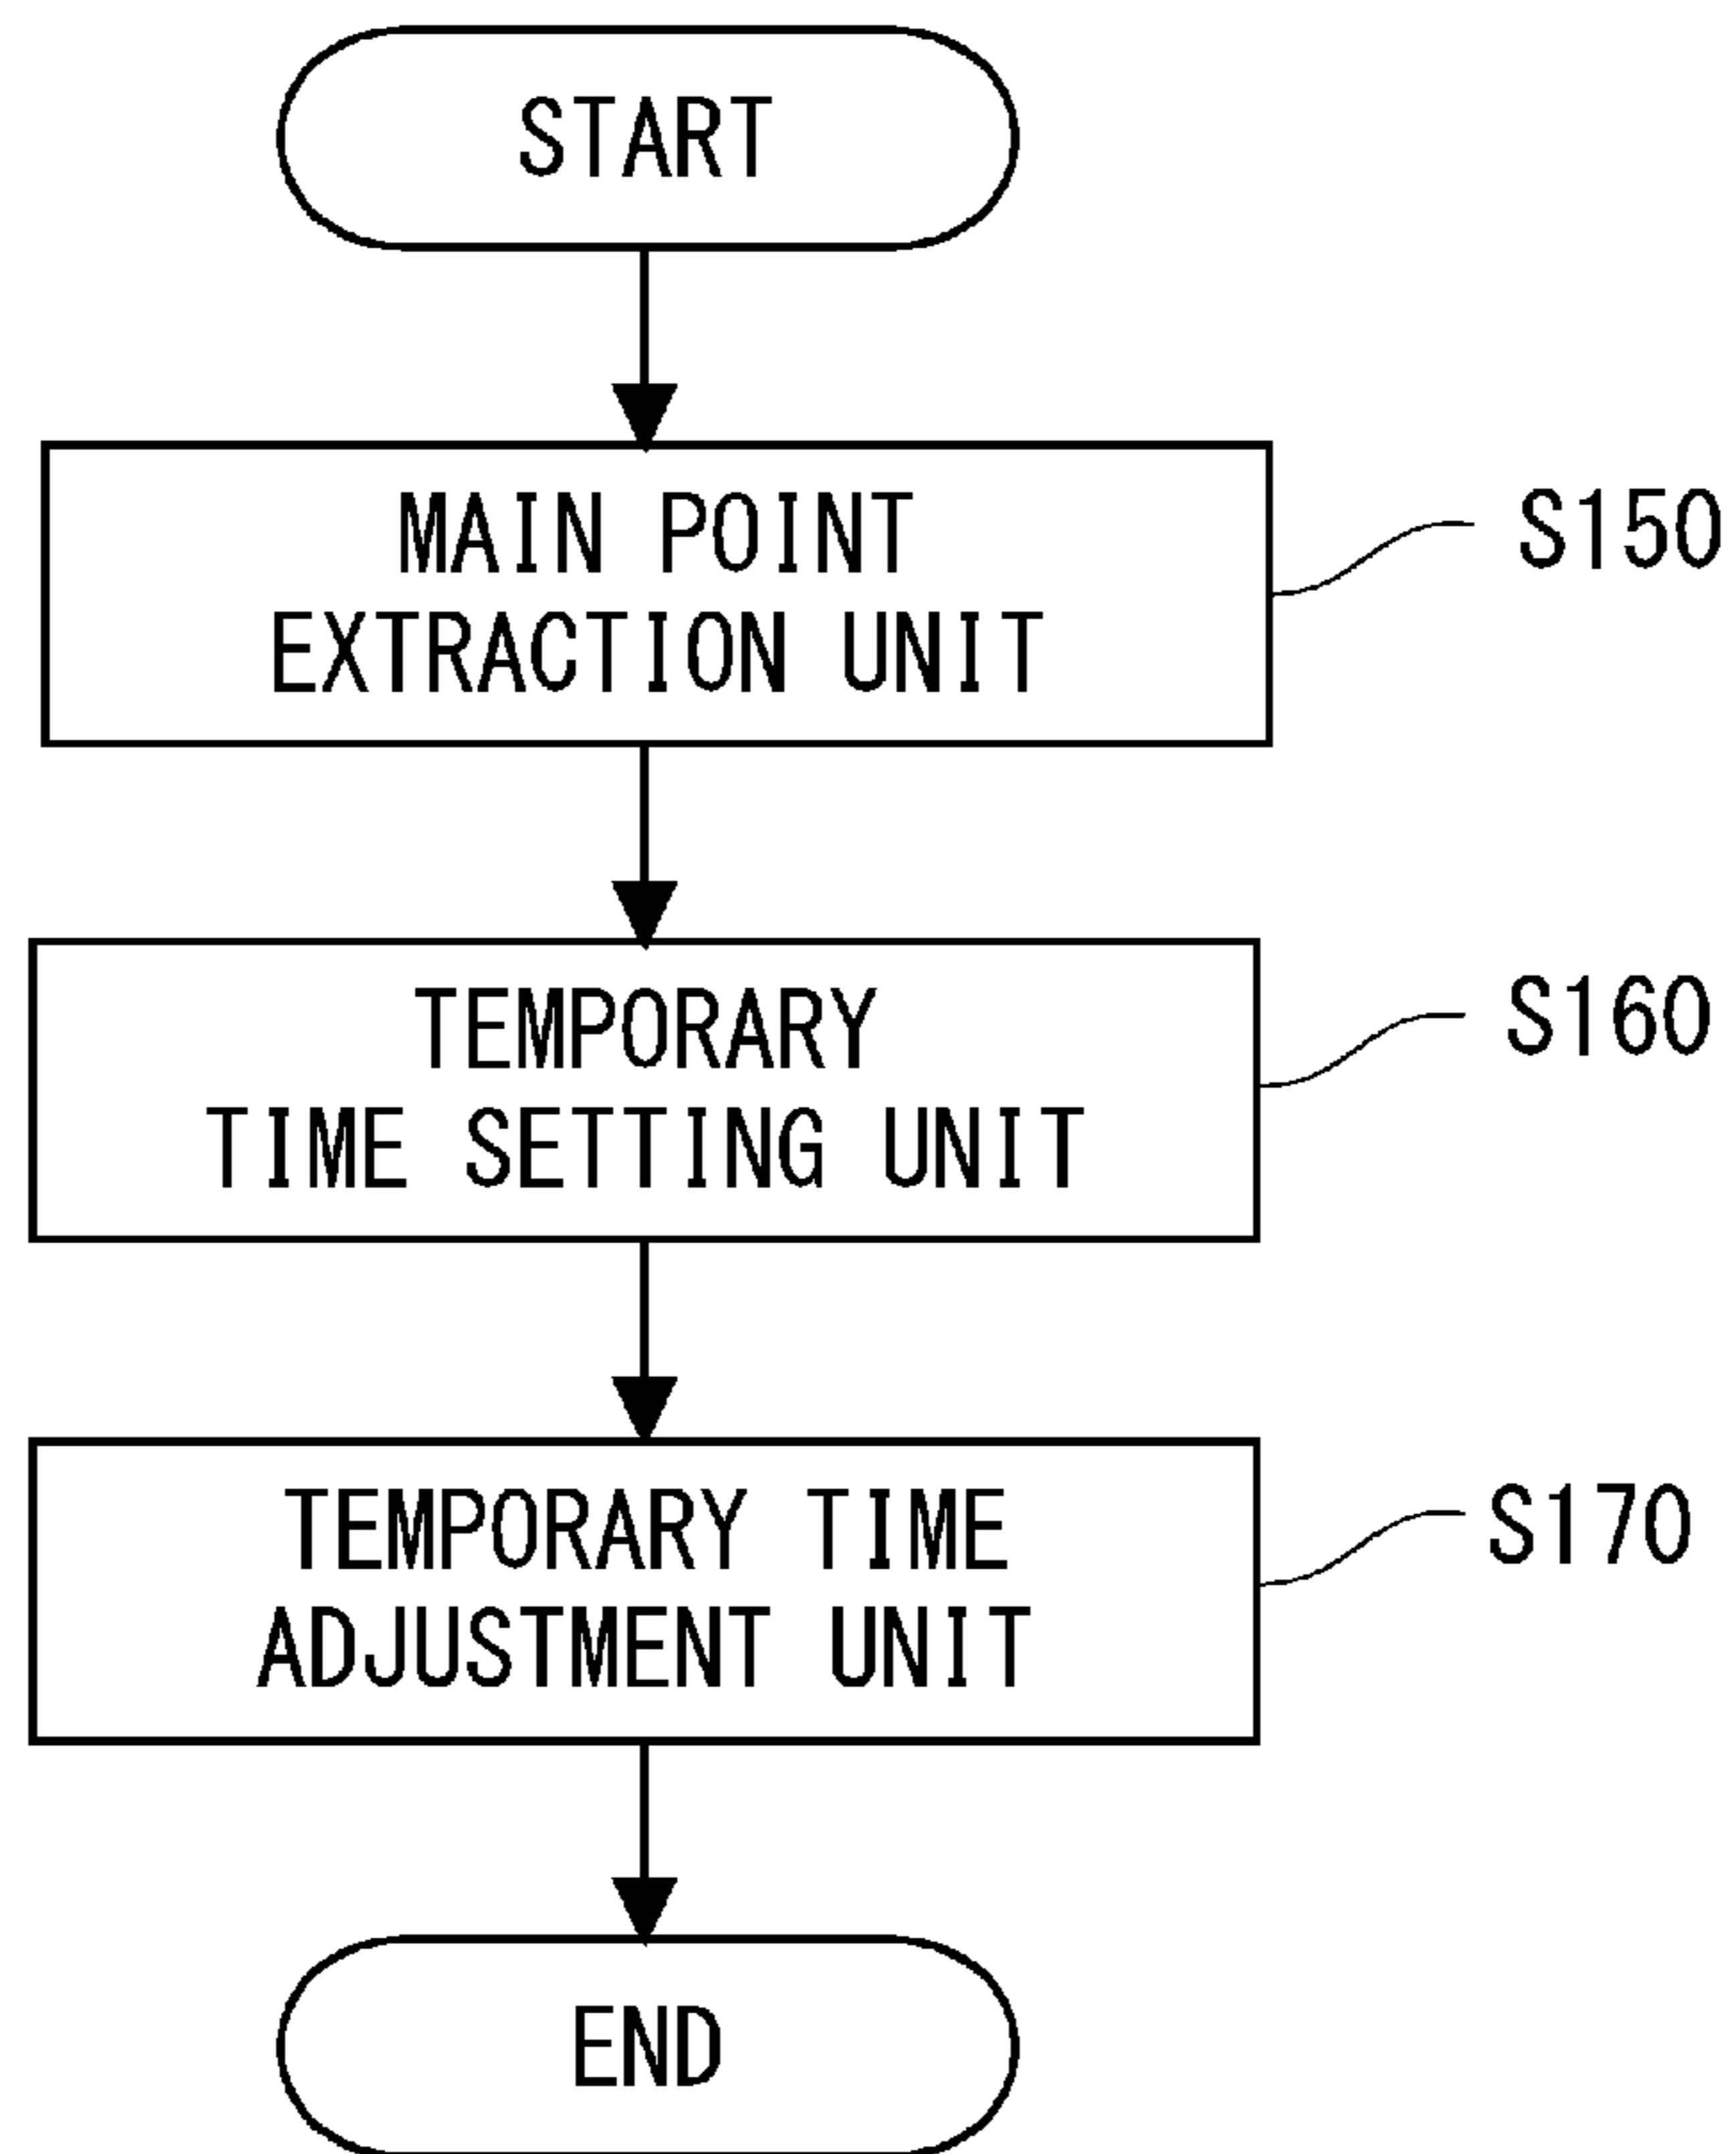 START
MAIN POINT
EXTRACTION UNIT
S150
TEMPORARY
TIME SETTING UNIT
S160
TEMPORARY TIME
ADJUSTMENT UNIT
S170
END